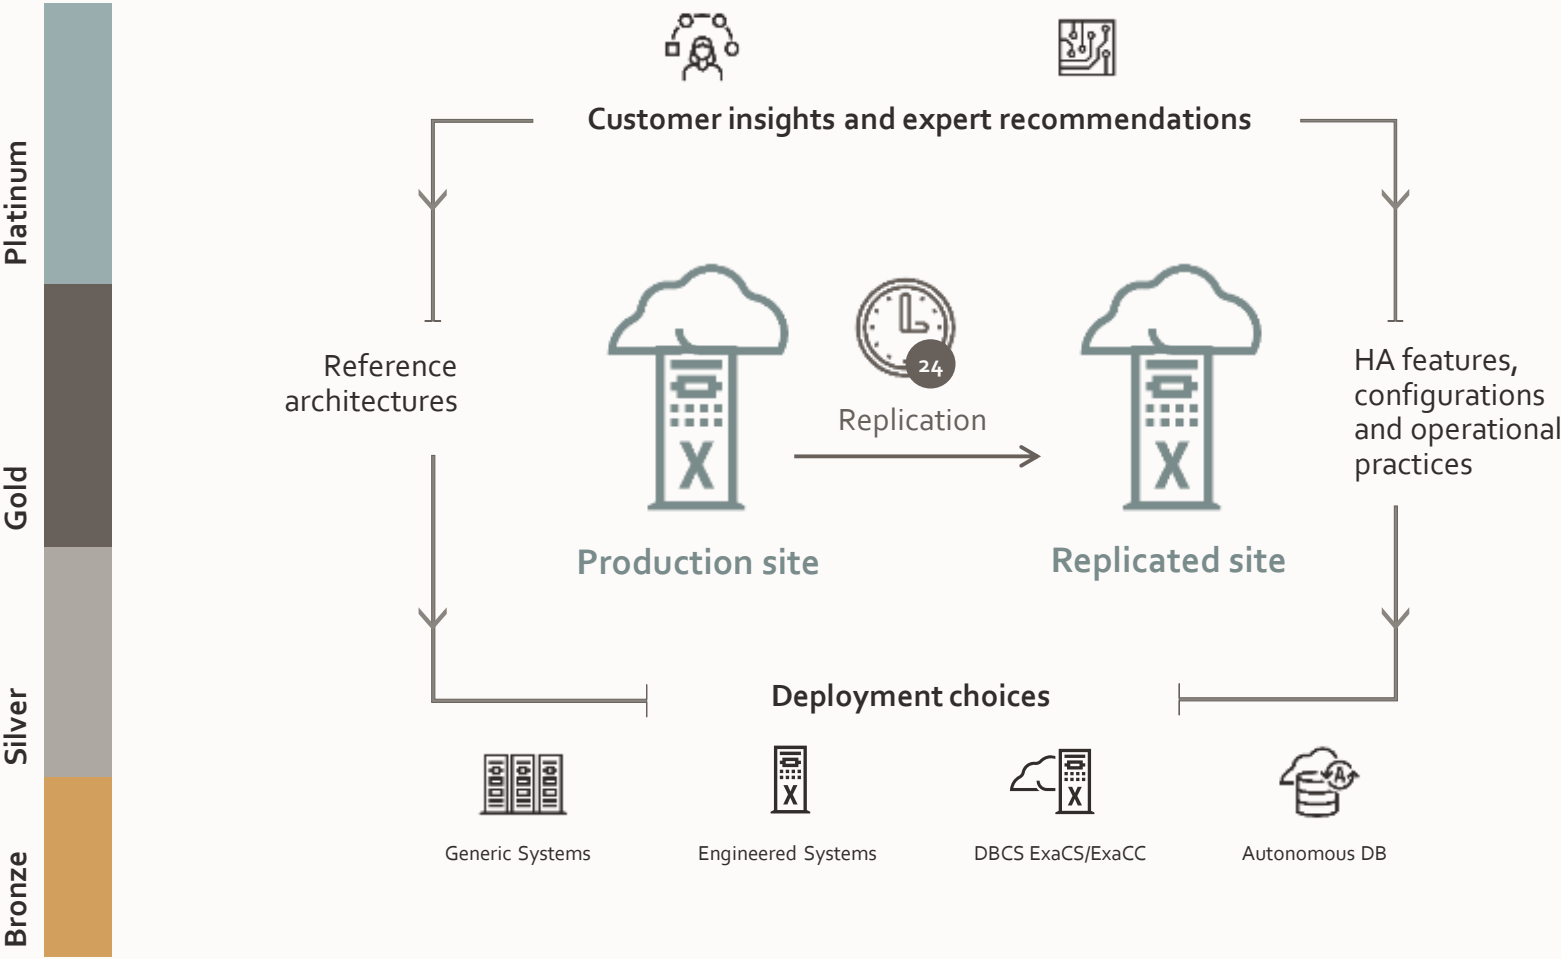 Platinum
Gold
Silver
Bronze
Customer insights and expert recommendations
Reference
architectures
24
Replication
HA features,
configurations
and operational
practices
X
X
Production site
Replicated site
Deployment choices
X
X
A
Generic Systems
Engineered Systems
DBCS ExaCS/ExaCC
Autonomous DB